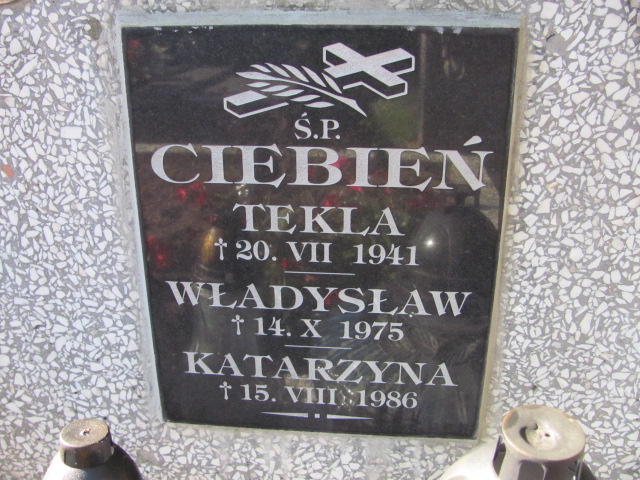 Ś.P.
CIEBIEŃ
TEKLA
† 20. VII 1941
WŁADYSŁAW
† 14. X 1975
KATARZYNA
† 15. VIII 1986